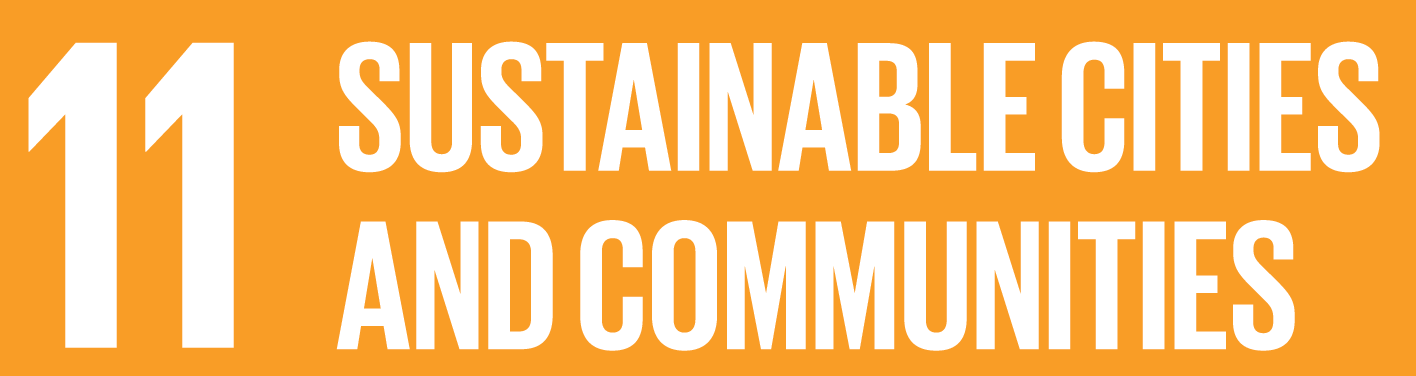 11 SUSTAINABLE CITIES
AND COMMUNITIES